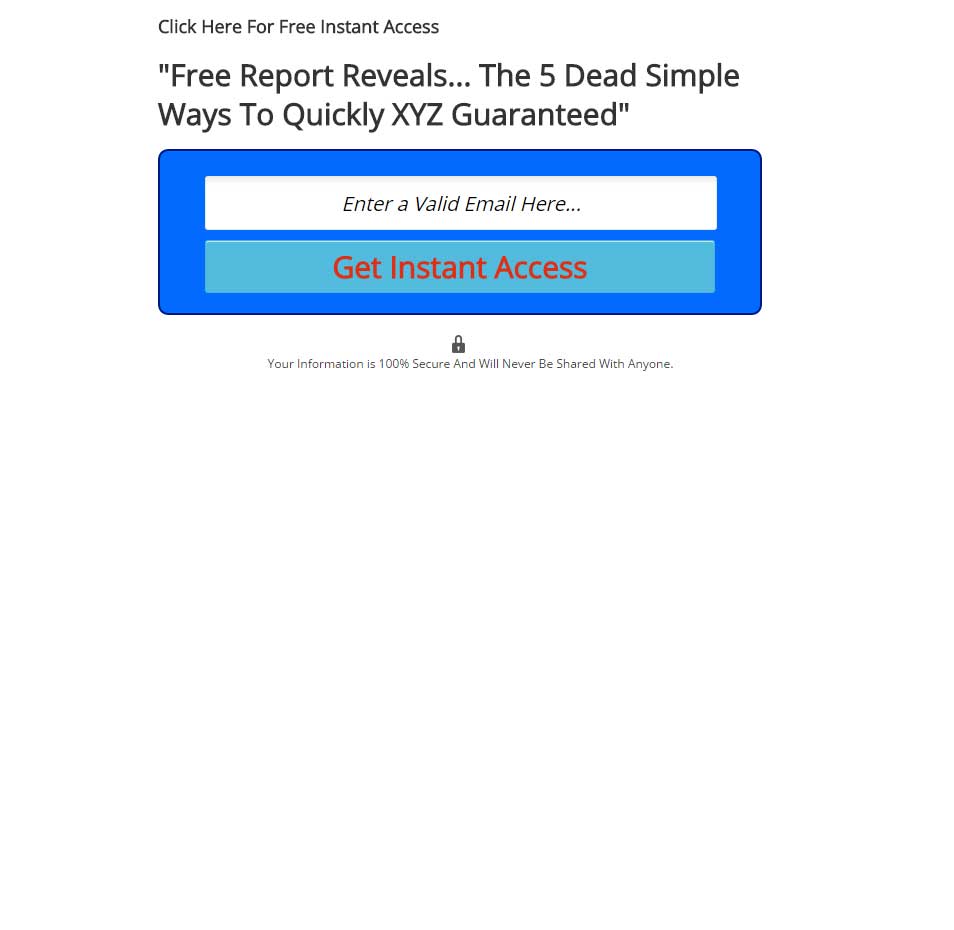 Click Here For Free Instant Access
"Free Report Reveals... The 5 Dead Simple
Ways To Quickly XYZ Guaranteed"
Enter a Valid Email Here...
Get Instant Access
Your Information is 100% Secure And Will Never Be Shared With Anyone.